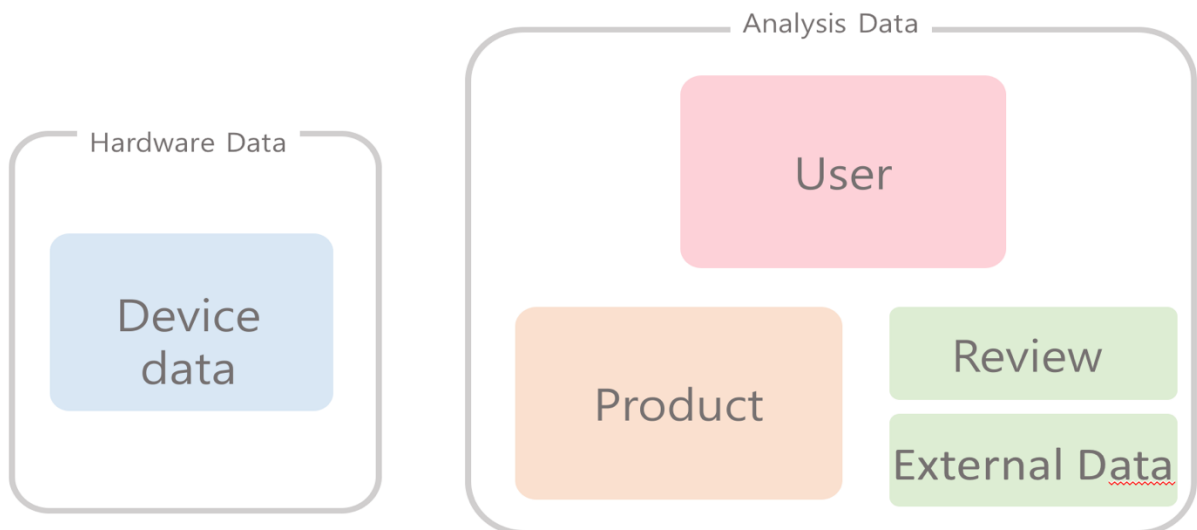 Analysis Data
Hardware Data
User
Device
data
Product
Review
External Data